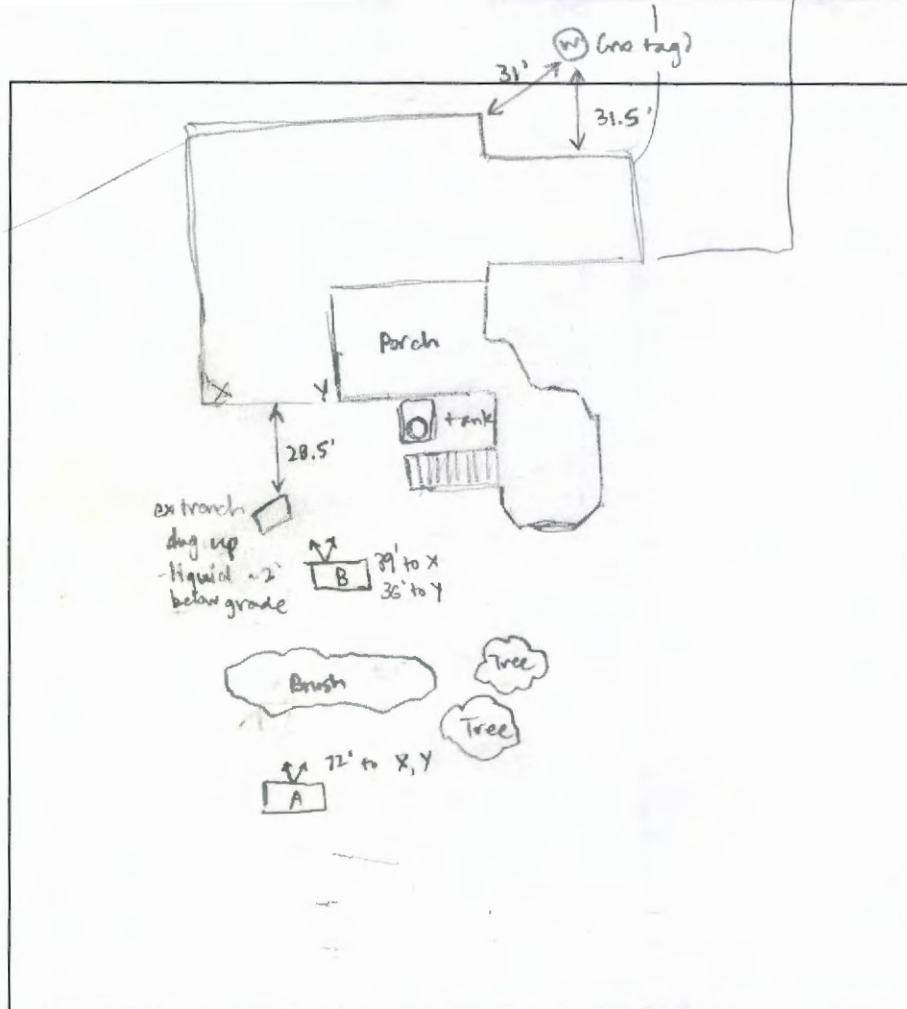 W (no tag)
31'
31.5'
Porch
X
Y
tank
28.5'
ex trench
dug up
-liquid ~2'
below grade
B
39' to X
36' to Y
Brush
Tree
Tree
72' to X, Y
A